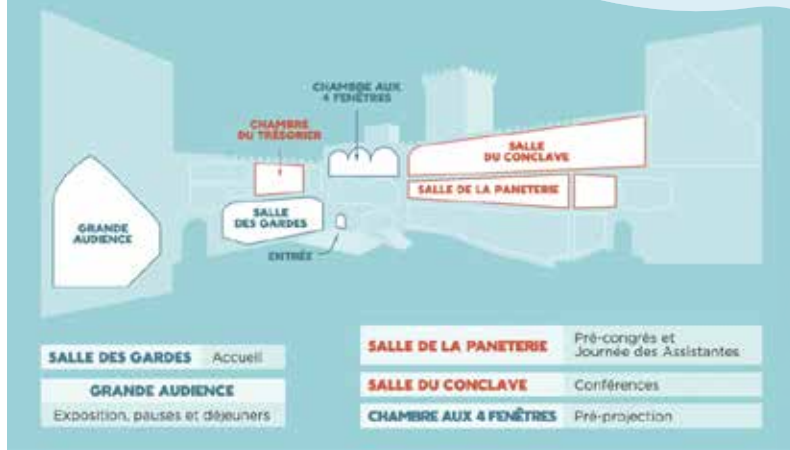 CHAMBRE AUX
4 FENÊTRES
CHAMBRE
DU TRÉSORIER
SALLE
DU CONCLAVE
SALLE DE LA PANETERIE
SALLE
DES GARDES
GRANDE
AUDIENCE
ENTRÉE
SALLE DES GARDES Accueil
GRANDE AUDIENCE
Exposition, pauses et déjeuners
SALLE DE LA PANETERIE Pré-congrès et
Journée des Assistantes
SALLE DU CONCLAVE Conférences
CHAMBRE AUX 4 FENÊTRES Pré-projection